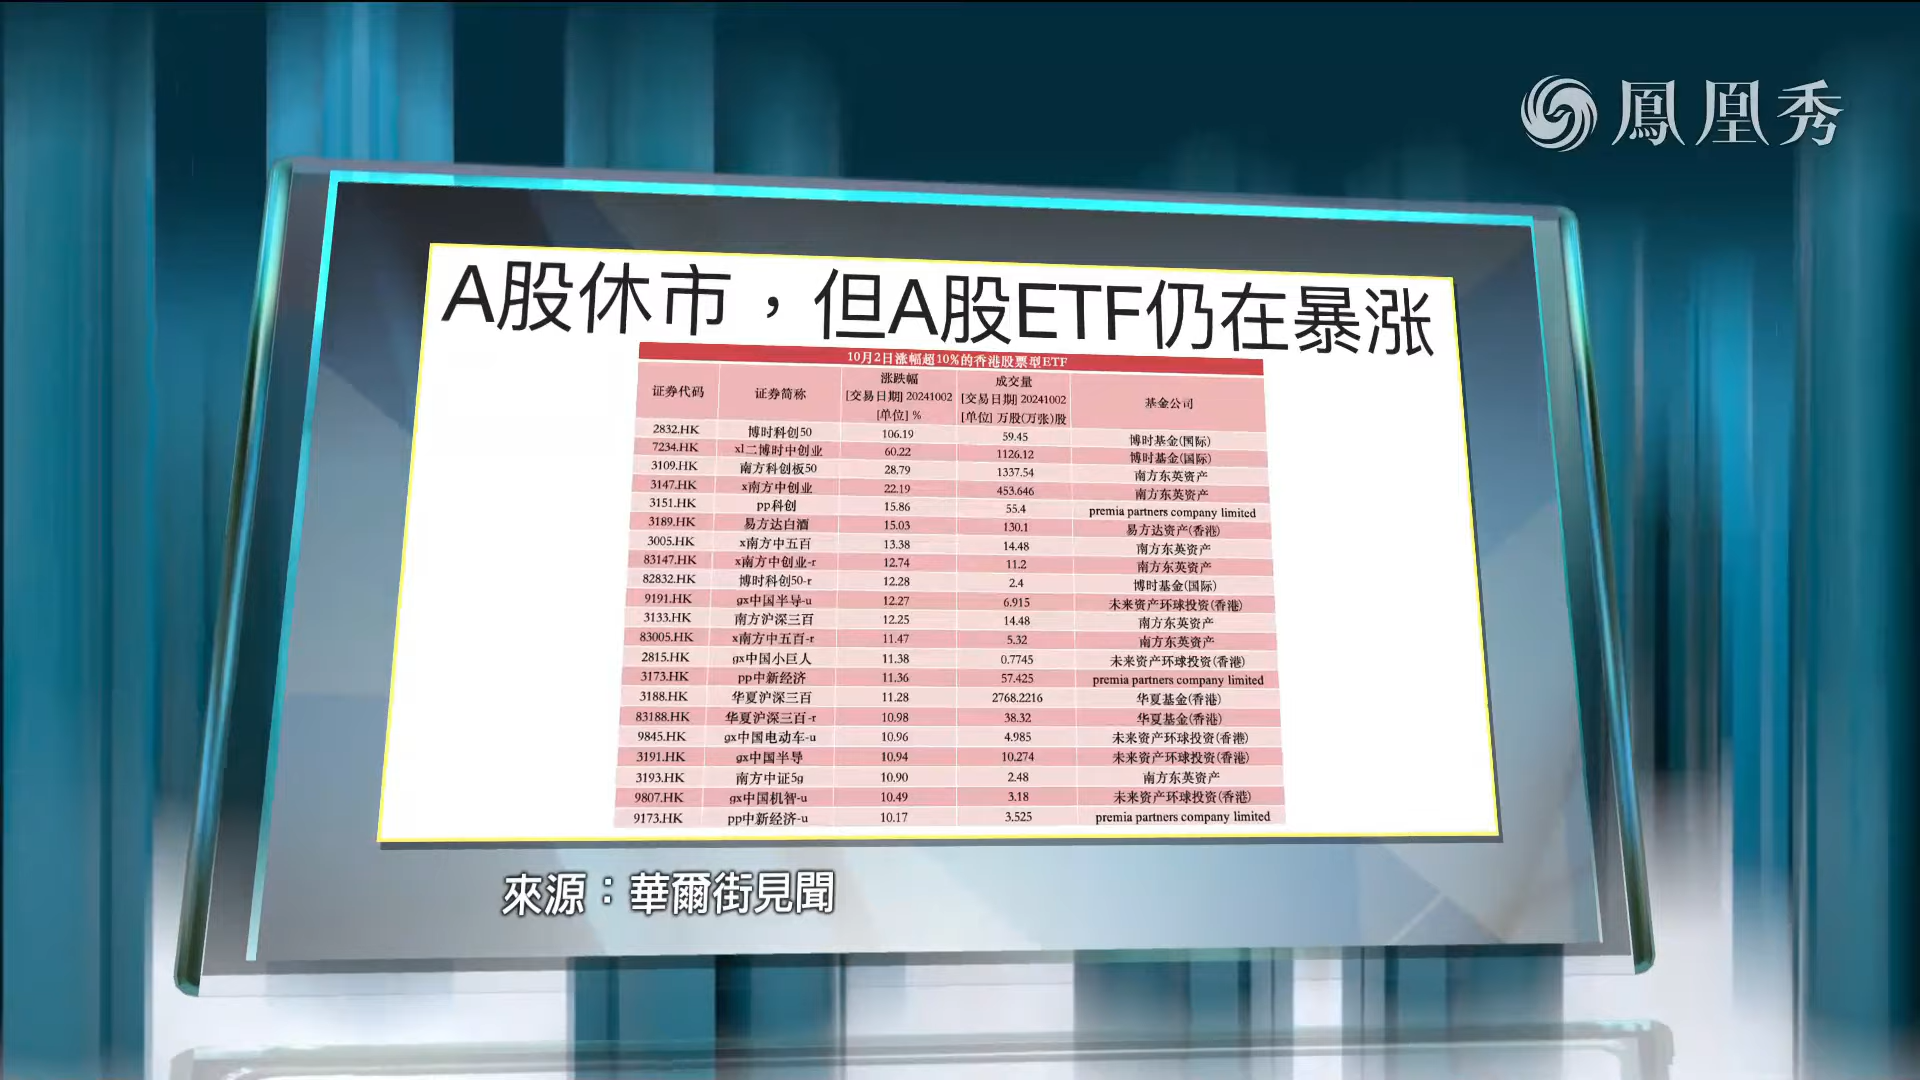 鳳凰秀
A股休市，但A股ETF仍在暴涨
10月2日涨幅超10%的香港股票型ETF
证券代码 证券简称 涨跌幅 [交易日期] 20241002 [单位] % 成交量 [交易日期] 20241002 [单位] 万股(万张)股 基金公司
2832.HK 博时科创50 106.19 59.45 博时基金(国际)
7234.HK xl二博时中创业 60.22 1126.12 博时基金(国际)
3109.HK 南方科创板50 28.79 1337.54 南方东英资产
3147.HK x南方中创业 22.19 453.646 南方东英资产
3151.HK pp科创 15.86 55.4 premia partners company limited
3189.HK 易方达白酒 15.03 130.1 易方达资产(香港)
3005.HK x南方中五百 13.38 14.48 南方东英资产
83147.HK x南方中创业-r 12.74 11.2 南方东英资产
82832.HK 博时科创50-r 12.28 2.4 博时基金(国际)
9191.HK gx中国半导-u 12.27 6.915 未来资产环球投资(香港)
3133.HK 南方沪深三百 12.25 14.48 南方东英资产
83005.HK x南方中五百-r 11.47 5.32 南方东英资产
2815.HK gx中国小巨人 11.38 0.7745 未来资产环球投资(香港)
3173.HK pp中新经济 11.36 57.425 premia partners company limited
3188.HK 华夏沪深三百 11.28 2768.2216 华夏基金(香港)
83188.HK 华夏沪深三百-r 10.98 38.32 华夏基金(香港)
9845.HK gx中国电动车-u 10.96 4.985 未来资产环球投资(香港)
3191.HK gx中国半导 10.94 10.274 未来资产环球投资(香港)
3193.HK 南方中证5g 10.90 2.48 南方东英资产
9807.HK gx中国机智-u 10.49 3.18 未来资产环球投资(香港)
9173.HK pp中新经济-u 10.17 3.525 premia partners company limited
來源：華爾街見聞